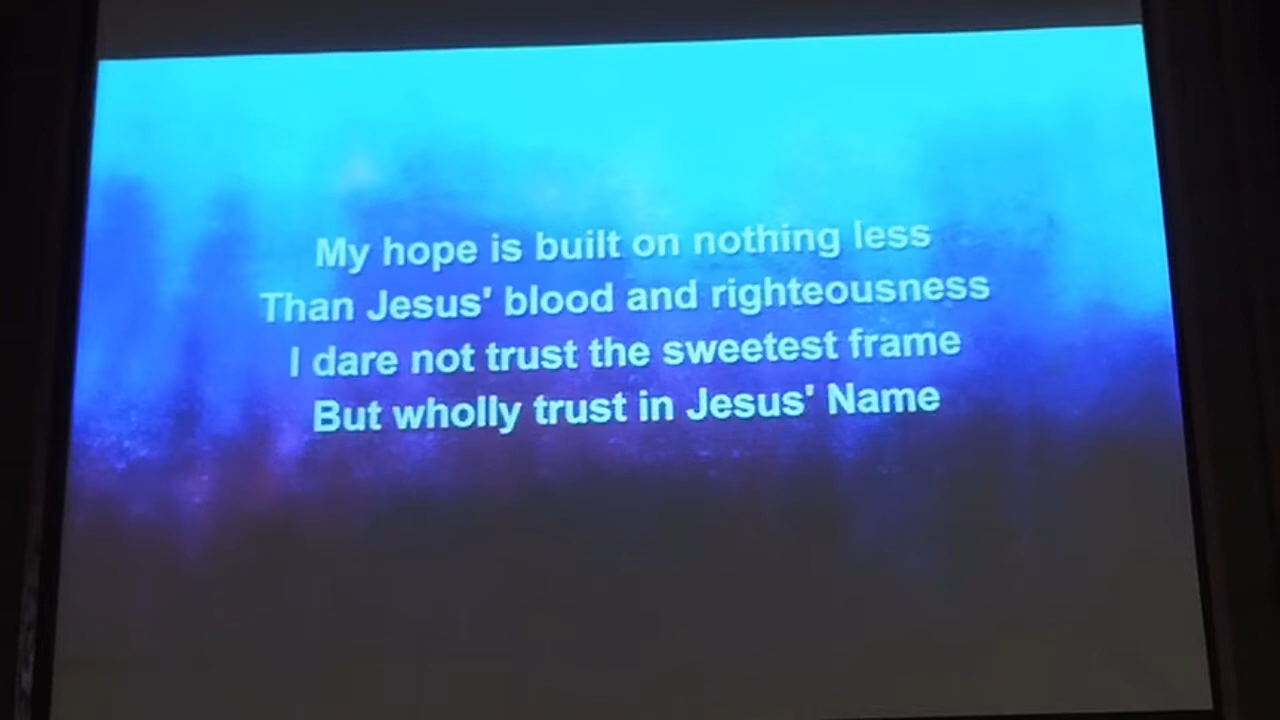 My hope is built on nothing less
Than Jesus' blood and righteousness
I dare not trust the sweetest frame
But wholly trust in Jesus' Name